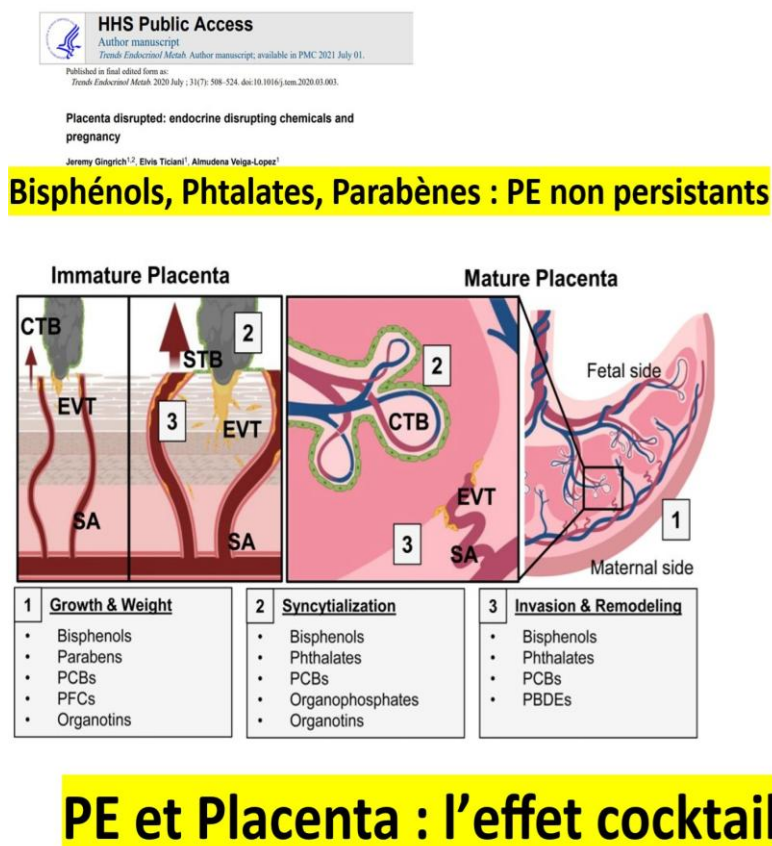 HHS Public Access
Author manuscript
Trends Endocrinol Metab. Author manuscript; available in PMC 2021 July 01.
Published in final edited form as:
Trends Endocrinol Metab. 2020 July ; 31(7): 508–524. doi:10.1016/j.tem.2020.03.003.
Placenta disrupted: endocrine disrupting chemicals and
pregnancy
Jeremy Gingrich1,2, Elvis Ticiani1, Almudena Veiga-Lopez1
Bisphénols, Phtalates, Parabènes : PE non persistants
Immature Placenta
Mature Placenta
CTB
EVT
SA
2
STB
3
EVT
SA
2
CTB
EVT
3
SA
Fetal side
1
Maternal side
1 Growth & Weight
• Bisphenols
• Parabens
• PCBs
• PFCs
• Organotins
2 Syncytialization
• Bisphenols
• Phthalates
• PCBs
• Organophosphates
• Organotins
3 Invasion & Remodeling
• Bisphenols
• Phthalates
• PCBs
• PBDEs
PE et Placenta : l'effet cocktail